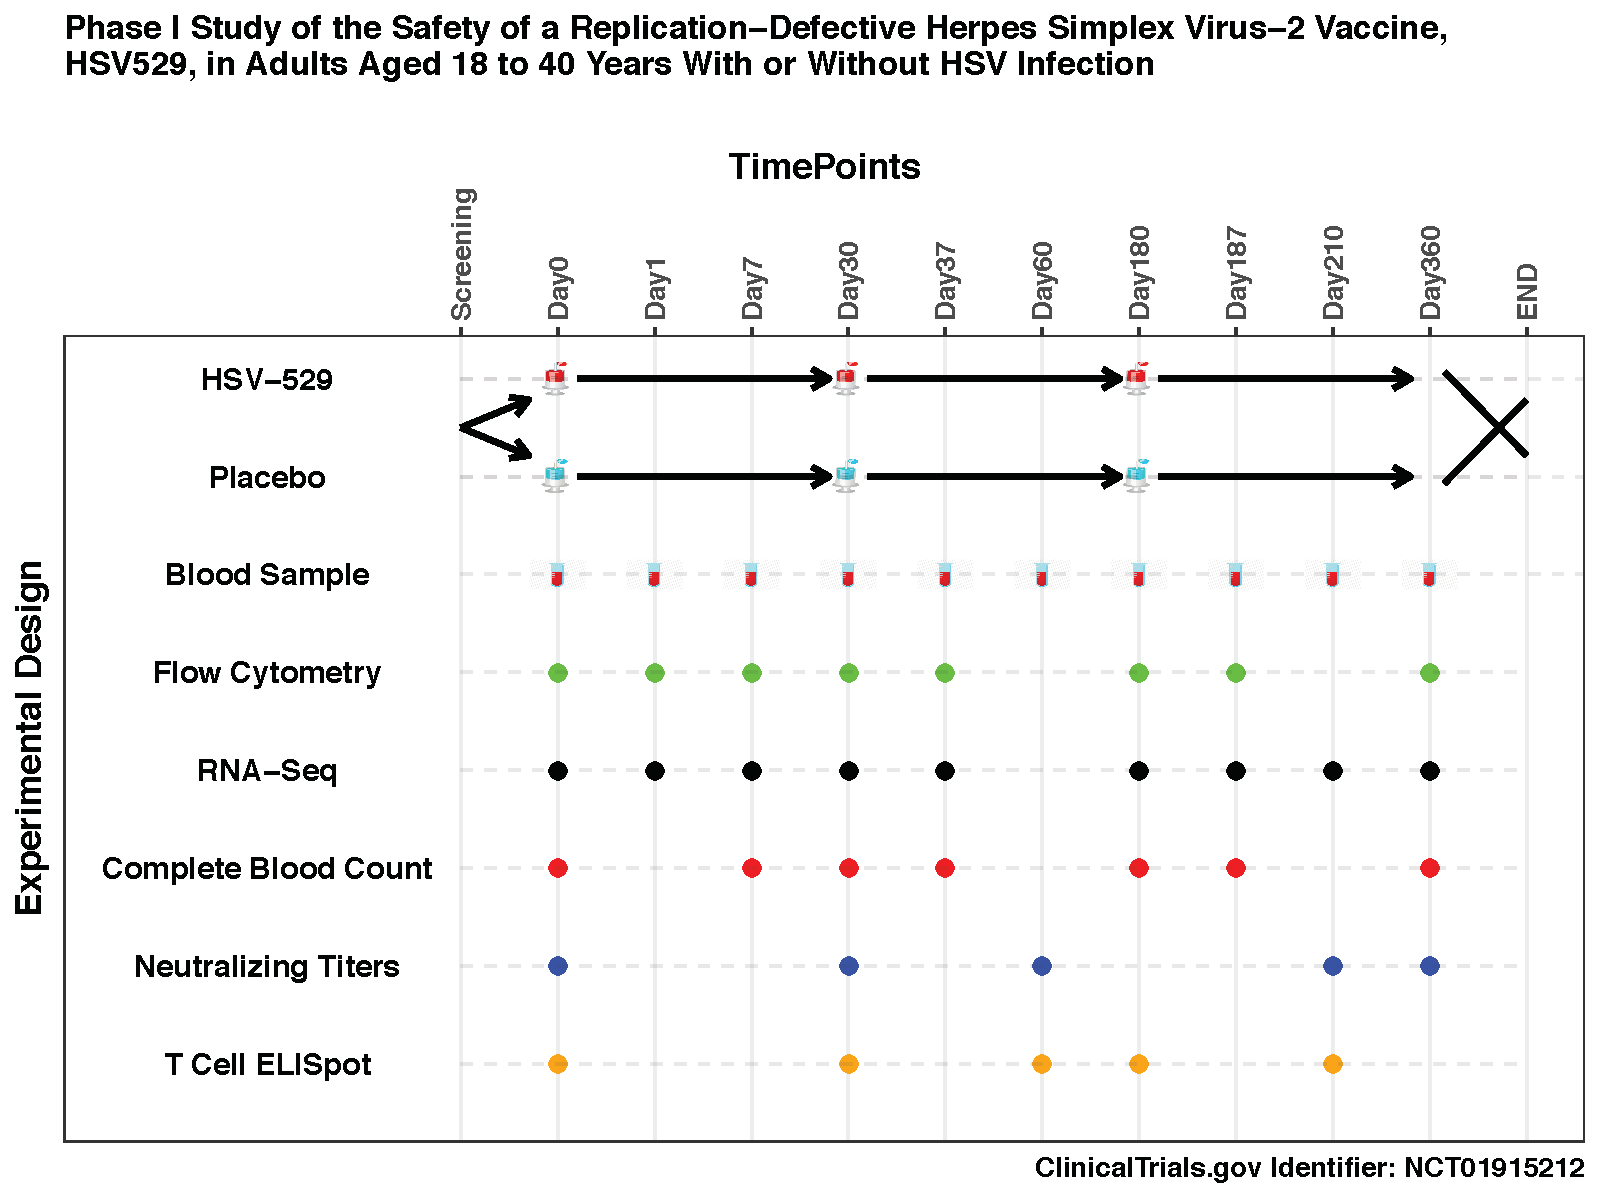 Phase I Study of the Safety of a Replication−Defective Herpes Simplex Virus−2 Vaccine,
HSV529, in Adults Aged 18 to 40 Years With or Without HSV Infection
TimePoints
Screening
Day0
Day1
Day7
Day30
Day37
Day60
Day180
Day187
Day210
Day360
END
Experimental Design
HSV−529
Placebo
Blood Sample
Flow Cytometry
RNA−Seq
Complete Blood Count
Neutralizing Titers
T Cell ELISpot
ClinicalTrials.gov Identifier: NCT01915212